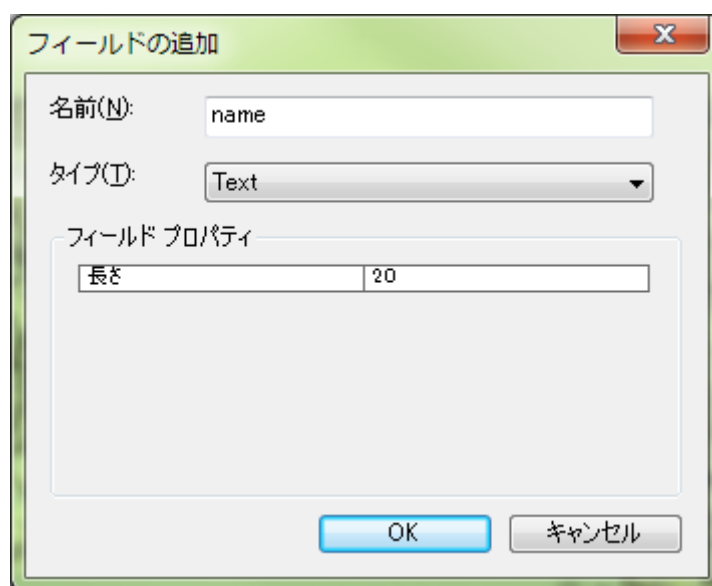 フィールドの追加
名前(N): name
タイプ(T): Text
フィールド プロパティ
長さ 20
OK キャンセル